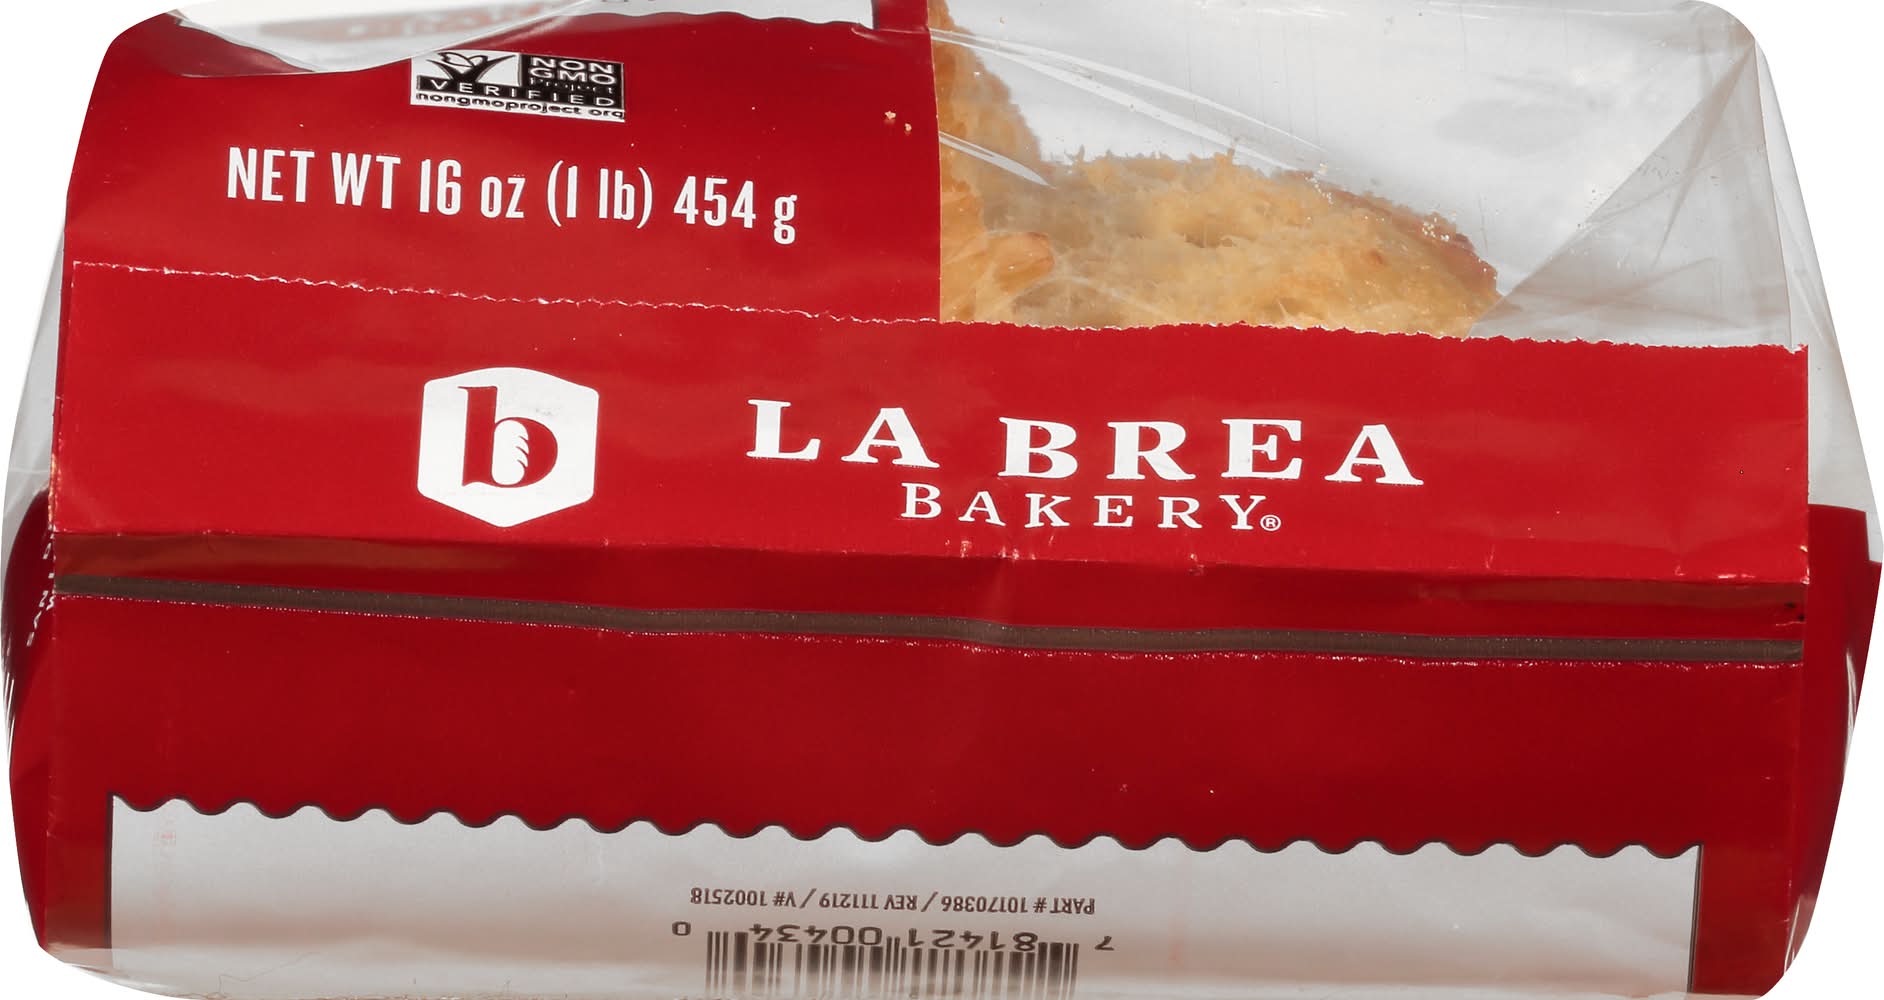 NON
GMO
Project
VERIFIED
nongmoproject.org
NET WT 16 oz (1 lb) 454 g
b
LA BREA
BAKERY®
PART # 10170386 / REV 111219 / V# 1002518
7 81421 00434 0